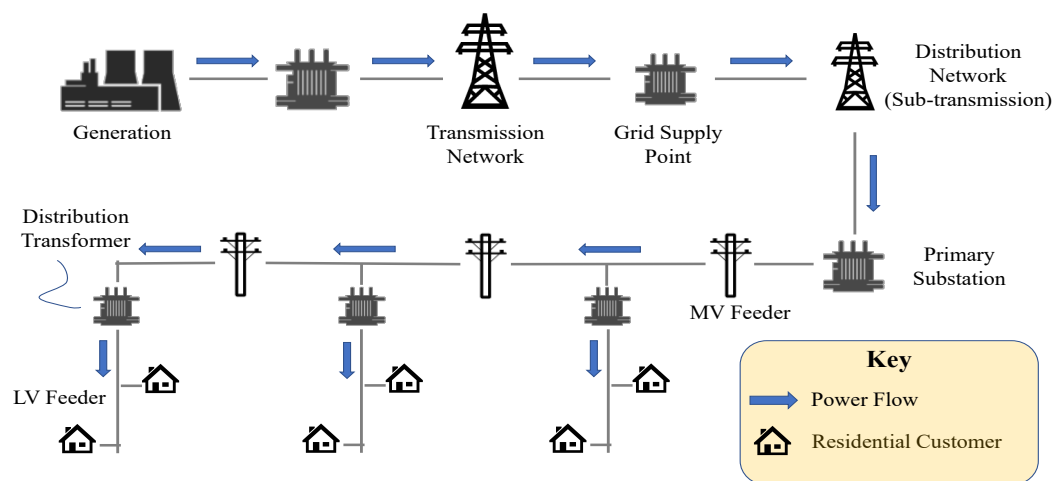 Generation
Transmission
Network
Grid Supply
Point
Distribution
Network
(Sub-transmission)
Distribution
Transformer
Primary
Substation
MV Feeder
LV Feeder
Key
Power Flow
Residential Customer